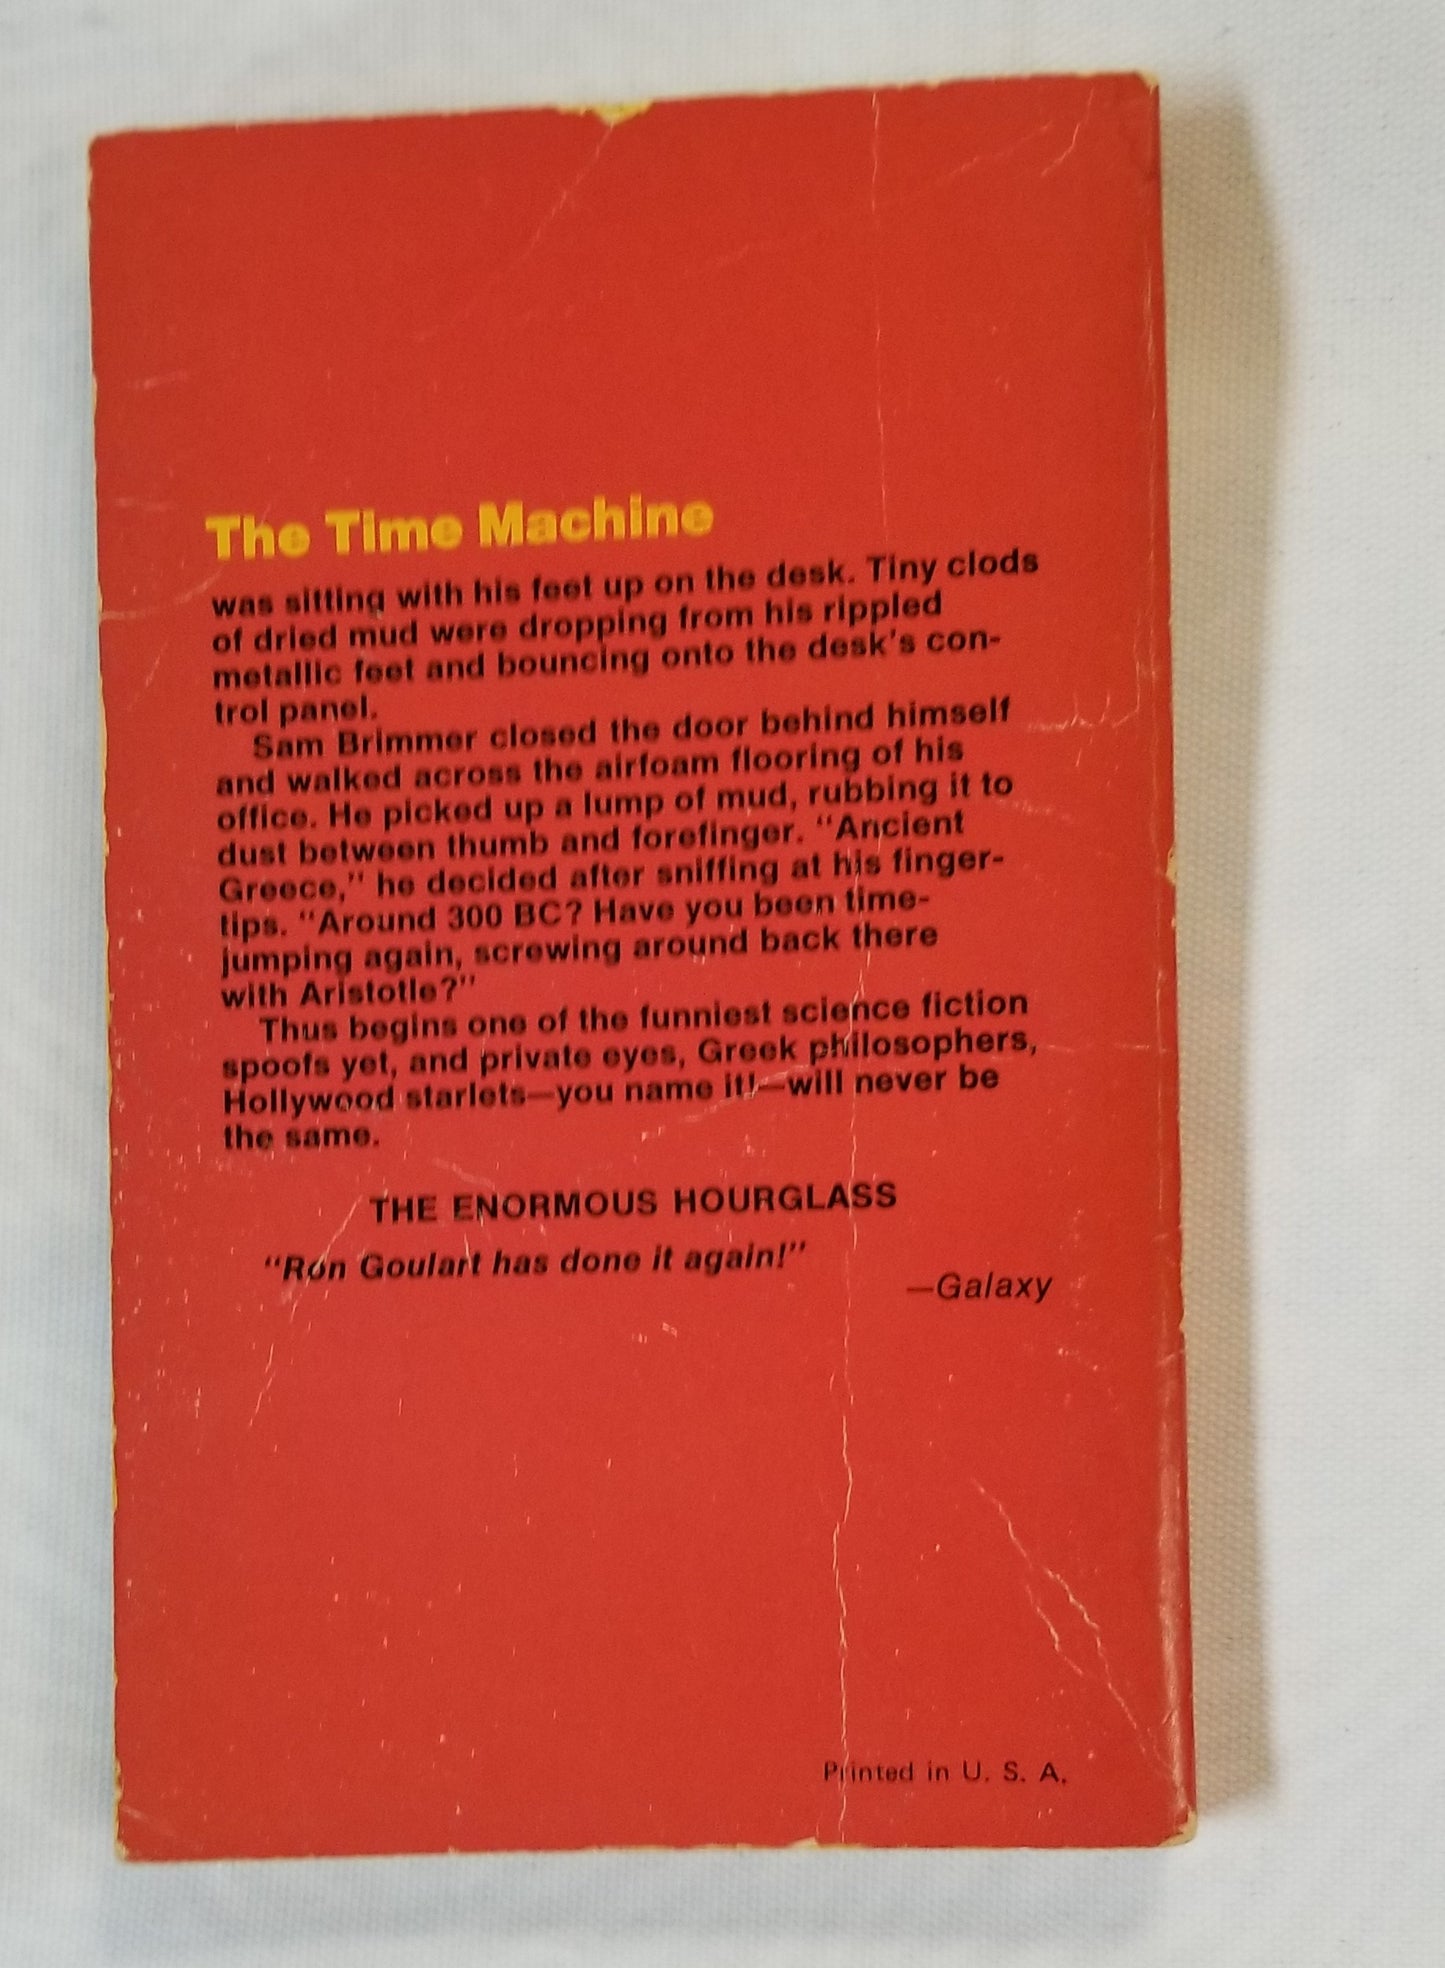 The Time Machine
was sitting with his feet up on the desk. Tiny clods
of dried mud were dropping from his rippled
metallic feet and bouncing onto the desk's con-
trol panel.
Sam Brimmer closed the door behind himself
and walked across the airfoam flooring of his
office. He picked up a lump of mud, rubbing it to
dust between thumb and forefinger. "Ancient
Greece," he decided after sniffing at his finger-
tips. "Around 300 BC? Have you been time-
jumping again, screwing around back there
with Aristotle?"
Thus begins one of the funniest science fiction
spoofs yet, and private eyes, Greek philosophers,
Hollywood starlets—you name it!—will never be
the same.
THE ENORMOUS HOURGLASS
"Ron Goulart has done it again!"
—Galaxy
Printed in U. S. A.